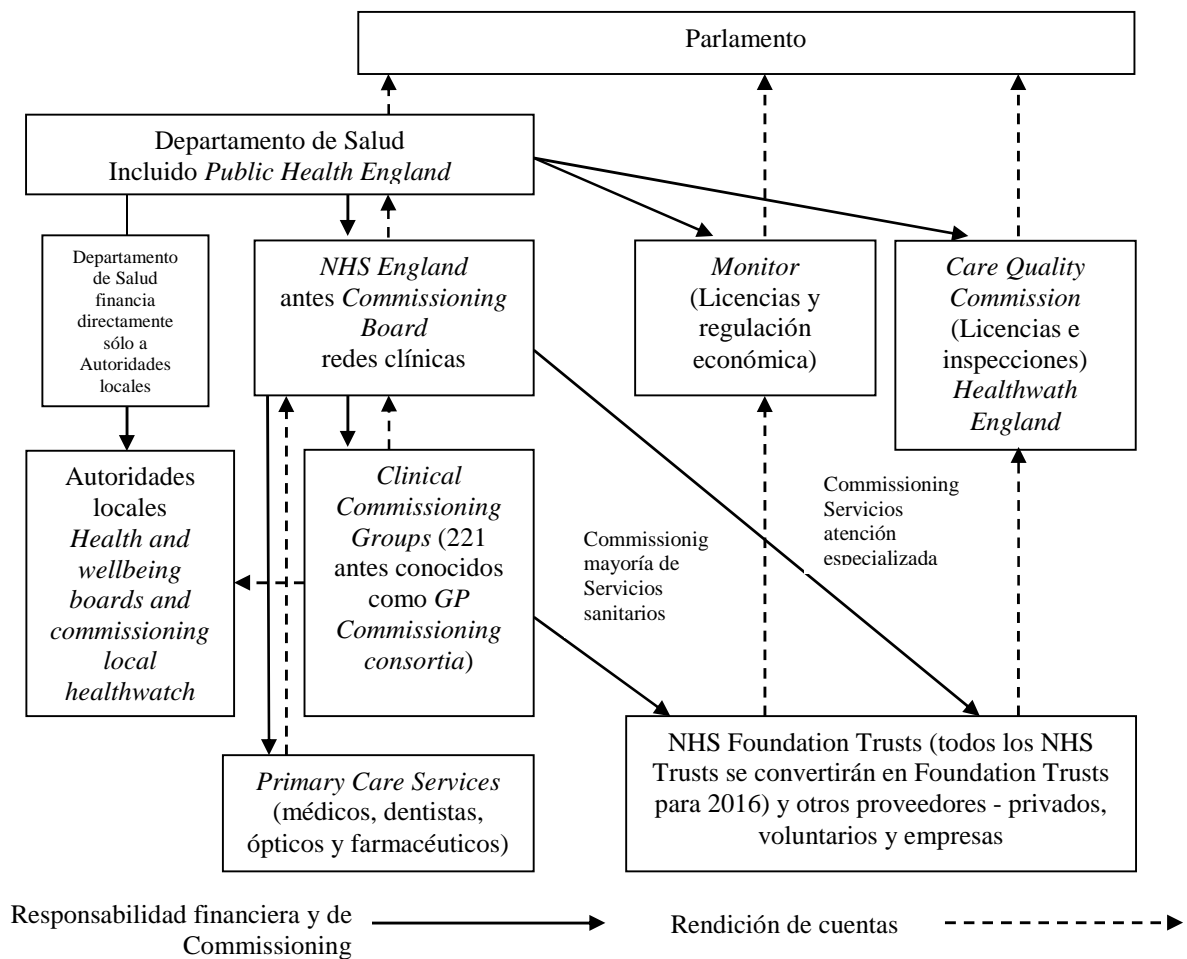 Parlamento
Departamento de Salud
Incluido Public Health England
Departamento
de Salud
financia
directamente
sólo a
Autoridades
locales
NHS England
antes Commissioning
Board
redes clínicas
Monitor
(Licencias y
regulación
económica)
Care Quality
Commission
(Licencias e
inspecciones)
Healthwath
England
Autoridades
locales
Health and
wellbeing
boards and
commissioning
local
healthwatch
Clinical
Commissioning
Groups (221
antes conocidos
como GP
Commissioning
consortia)
Commissionig
mayoría de
Servicios
sanitarios
Commissioning
Servicios
atención
especializada
Primary Care Services
(médicos, dentistas,
ópticos y farmacéuticos)
NHS Foundation Trusts (todos los NHS
Trusts se convertirán en Foundation Trusts
para 2016) y otros proveedores - privados,
voluntarios y empresas
Responsabilidad financiera y de
Commissioning
Rendición de cuentas